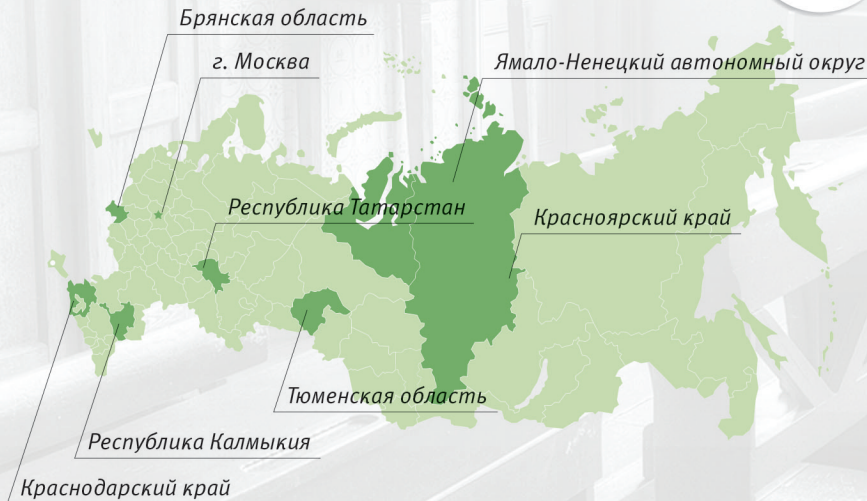 Брянская область
г. Москва
Ямало-Ненецкий автономный округ
Республика Татарстан
Красноярский край
Тюменская область
Республика Калмыкия
Краснодарский край